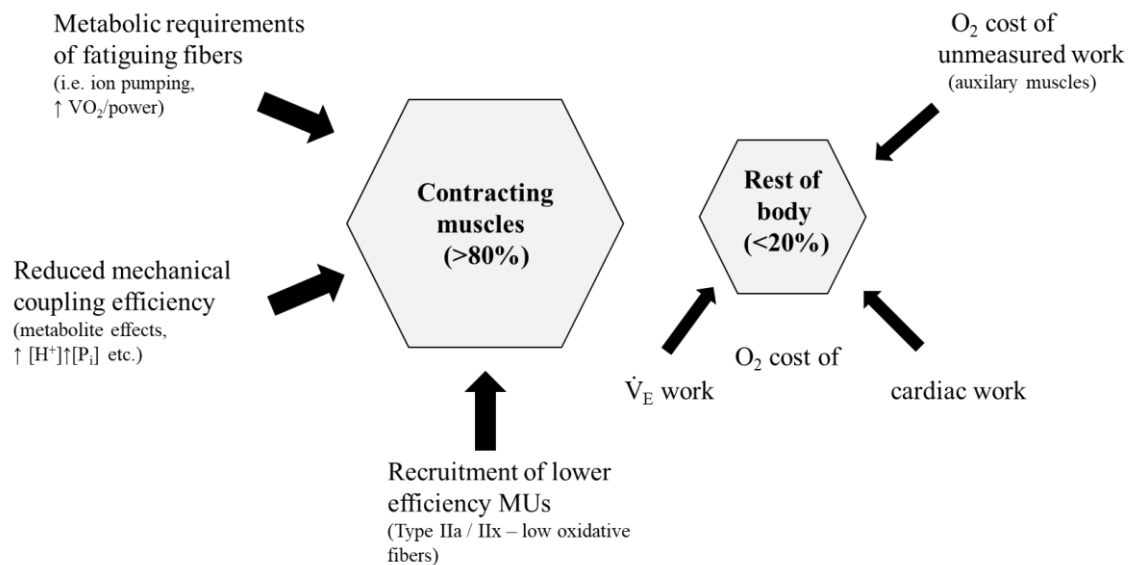 Metabolic requirements
of fatiguing fibers
(i.e. ion pumping,
↑ VO₂/power)
O₂ cost of
unmeasured work
(auxilary muscles)
Contracting
muscles
(>80%)
Rest of
body
(<20%)
Reduced mechanical
coupling efficiency
(metabolite effects,
↑ [H⁺]↑[Pᵢ] etc.)
O₂ cost of
V̇E work
cardiac work
Recruitment of lower
efficiency MUs
(Type IIa / IIx – low oxidative
fibers)